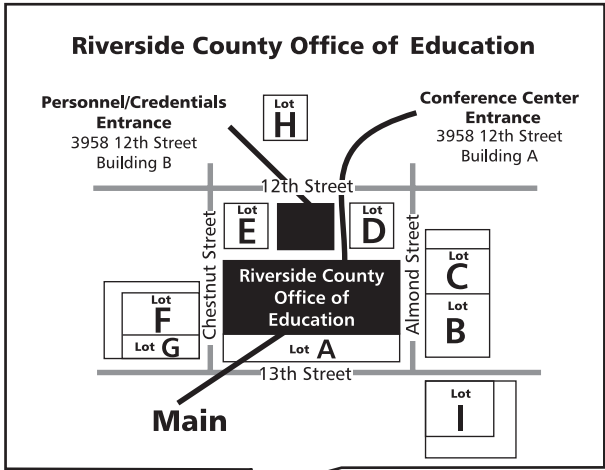 Riverside County Office of Education
Personnel/Credentials
Entrance
3958 12th Street
Building B
Lot
H
Conference Center
Entrance
3958 12th Street
Building A
12th Street
Chestnut Street
Lot
E
Lot
D
Almond Street
Riverside County
Office of
Education
Lot
C
Lot
B
Lot
F
Lot G
Lot A
13th Street
Main
Lot
I